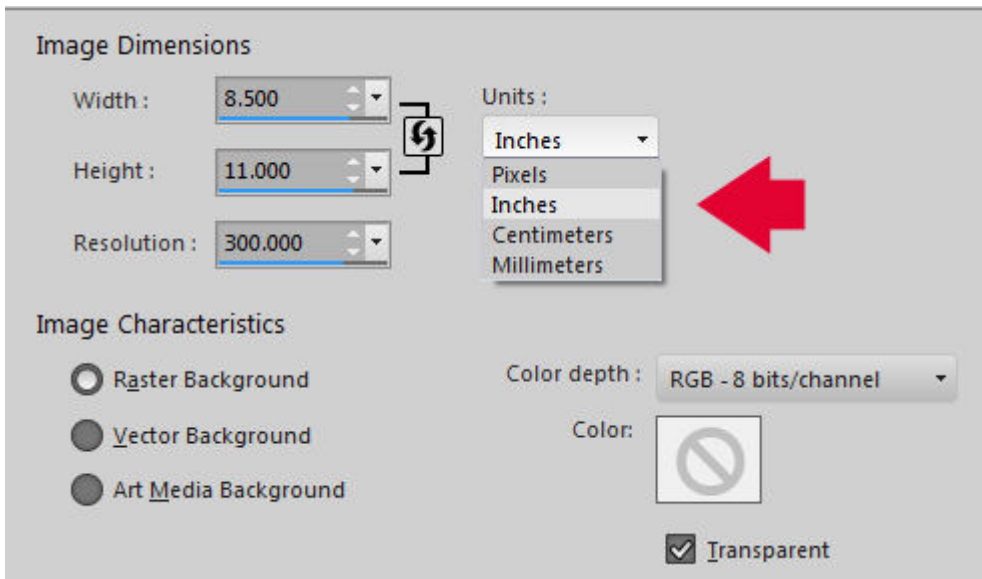 Image Dimensions
Width : 8.500
Units :
Inches
Height : 11.000
Pixels
Inches
Centimeters
Millimeters
Resolution : 300.000
Image Characteristics
Raster Background
Color depth : RGB - 8 bits/channel
Vector Background
Color:
Art Media Background
Transparent